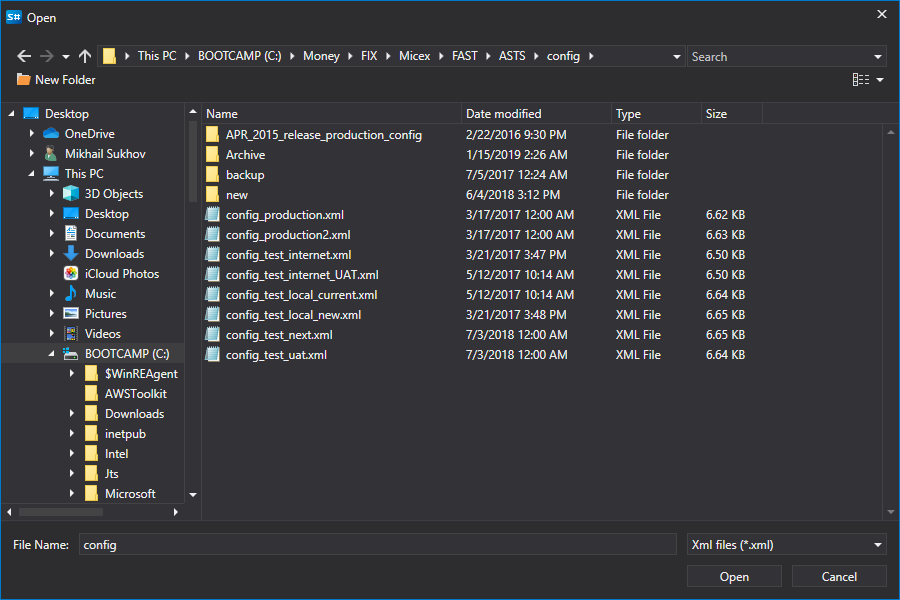 S# Open
This PC BOOTCAMP (C:) Money FIX Micex FAST ASTS config Search
New Folder
Desktop
OneDrive
Mikhail Sukhov
This PC
3D Objects
Desktop
Documents
Downloads
iCloud Photos
Music
Pictures
Videos
BOOTCAMP (C:)
$WinREAgent
AWSToolkit
Downloads
inetpub
Intel
Jts
Microsoft
Name Date modified Type Size
APR_2015_release_production_config 2/22/2016 9:30 PM File folder
Archive 1/15/2019 2:26 AM File folder
backup 7/5/2017 12:24 AM File folder
new 6/4/2018 3:12 PM File folder
config_production.xml 3/17/2017 12:00 AM XML File 6.62 KB
config_production2.xml 3/17/2017 12:00 AM XML File 6.63 KB
config_test_internet.xml 3/21/2017 3:47 PM XML File 6.50 KB
config_test_internet_UAT.xml 5/12/2017 10:14 AM XML File 6.50 KB
config_test_local_current.xml 5/12/2017 10:14 AM XML File 6.64 KB
config_test_local_new.xml 3/21/2017 3:48 PM XML File 6.65 KB
config_test_next.xml 7/3/2018 12:00 AM XML File 6.65 KB
config_test_uat.xml 7/3/2018 12:00 AM XML File 6.64 KB
File Name: config Xml files (*.xml)
Open Cancel